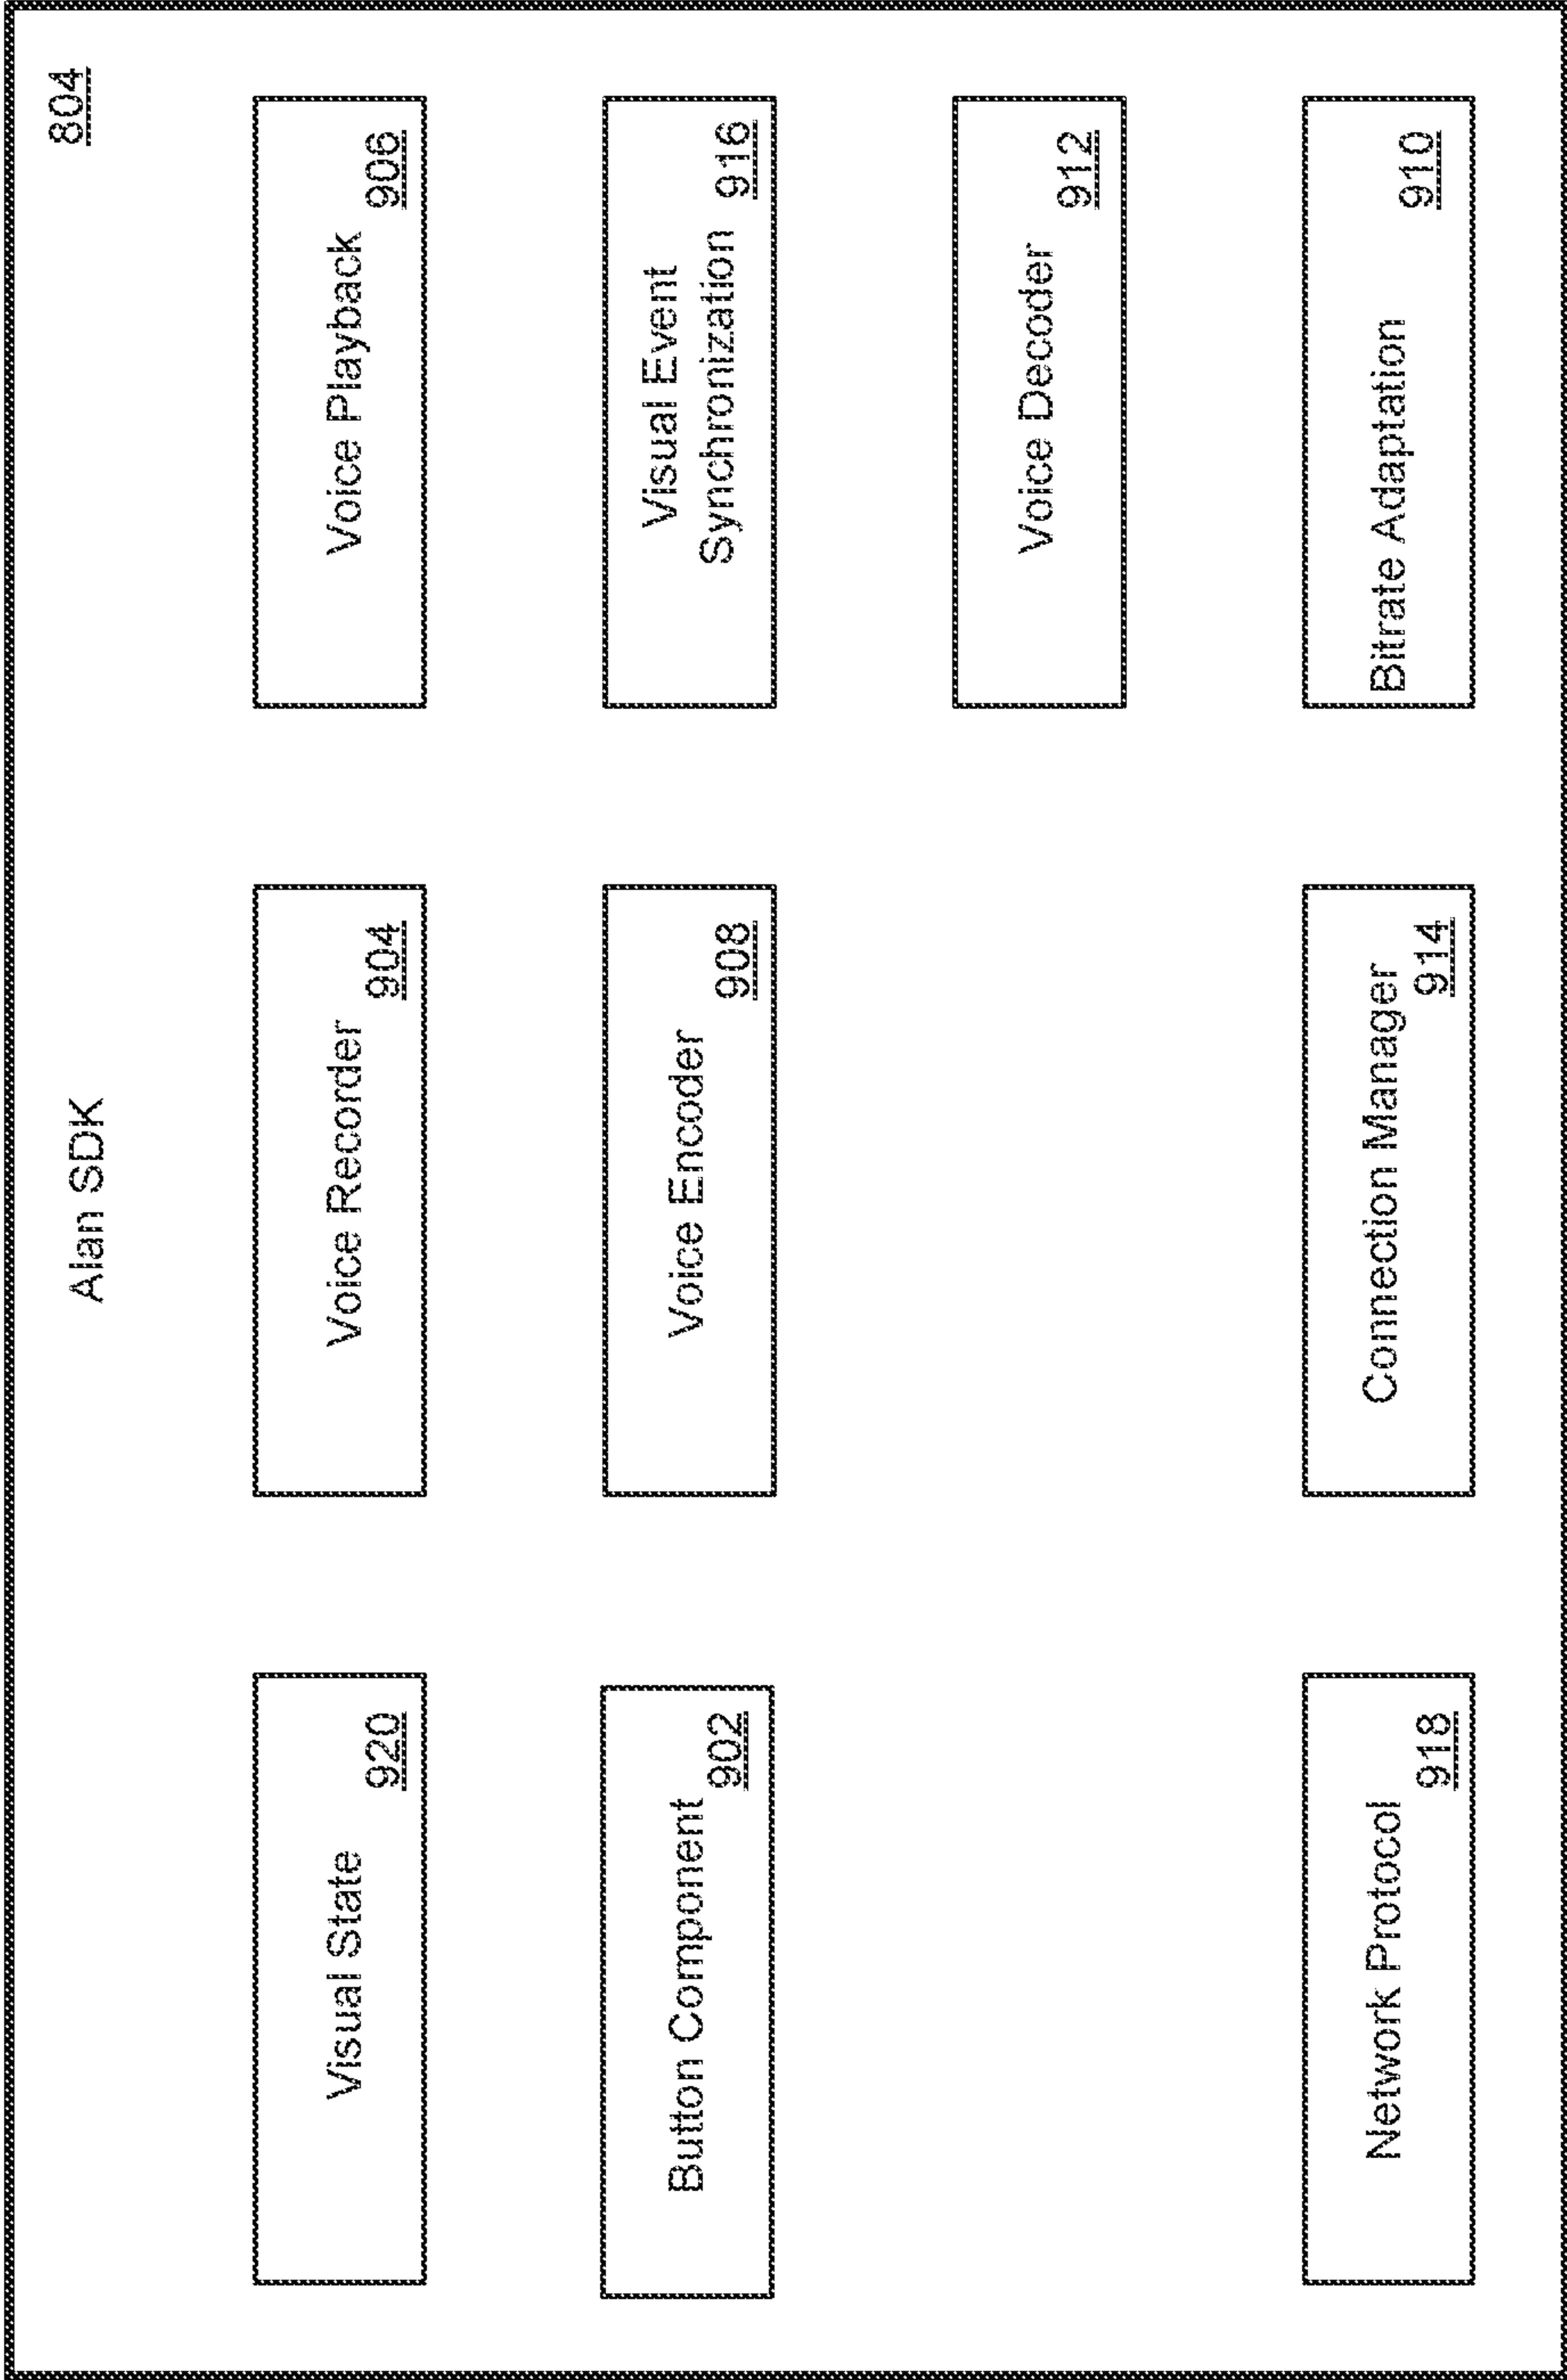 Alan SDK
804
Visual State
920
Voice Recorder
904
Voice Playback
906
Button Component
902
Voice Encoder
908
Visual Event
Synchronization
916
Voice Decoder
912
Network Protocol
918
Connection Manager
914
Bitrate Adaptation
910